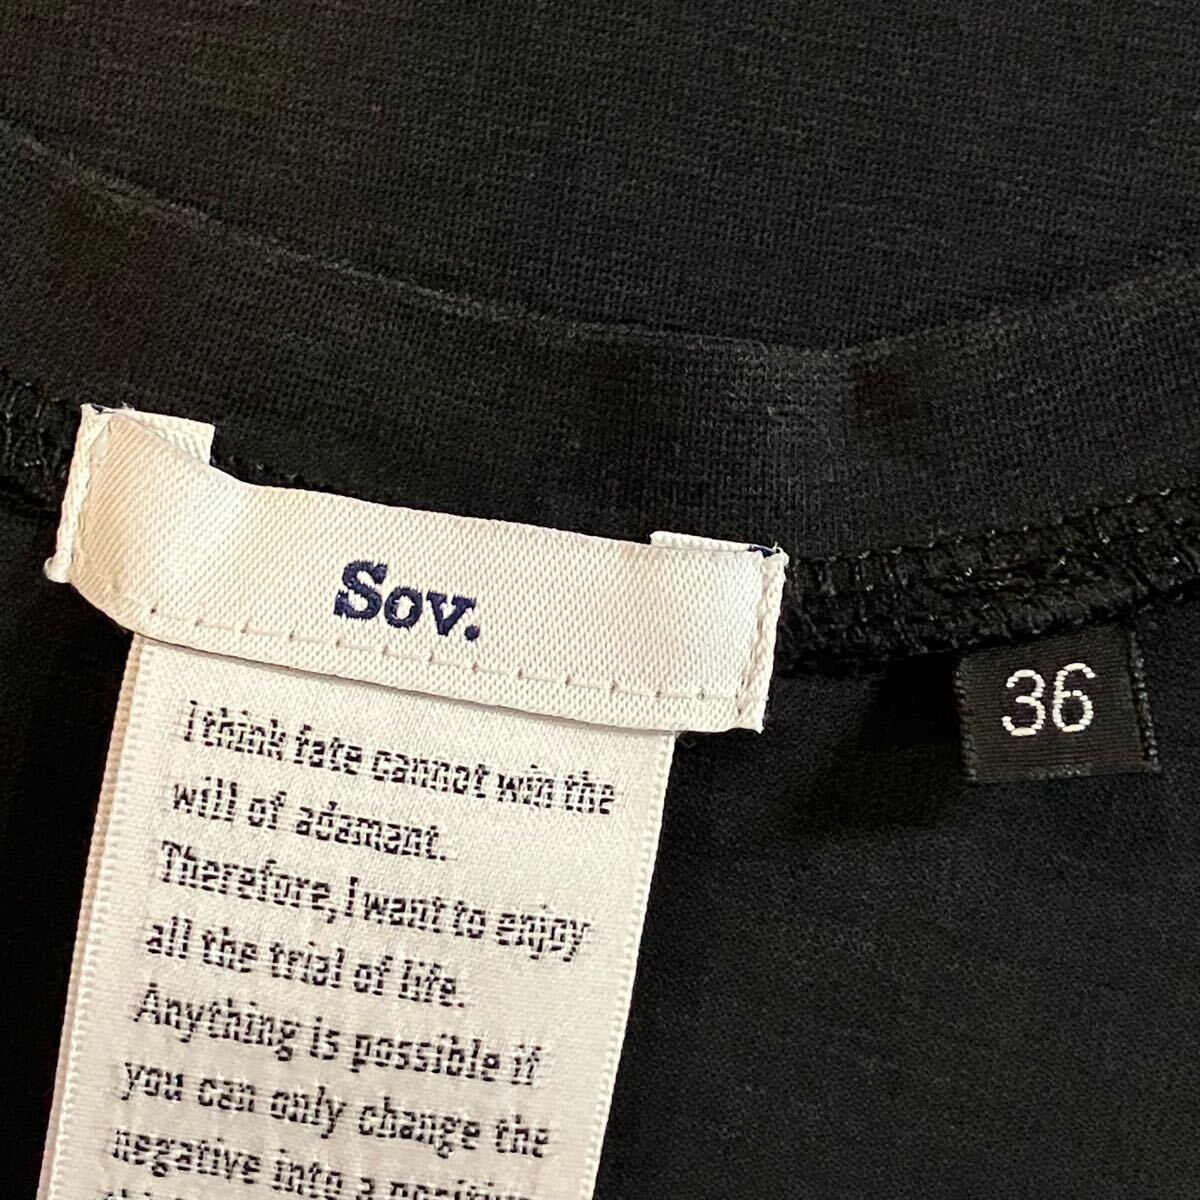 Sov.
36
I think fate cannot win the
will of adamant.
Therefore, I want to enjoy
all the trial of life.
Anything is possible if
you can only change the
negative into a positive